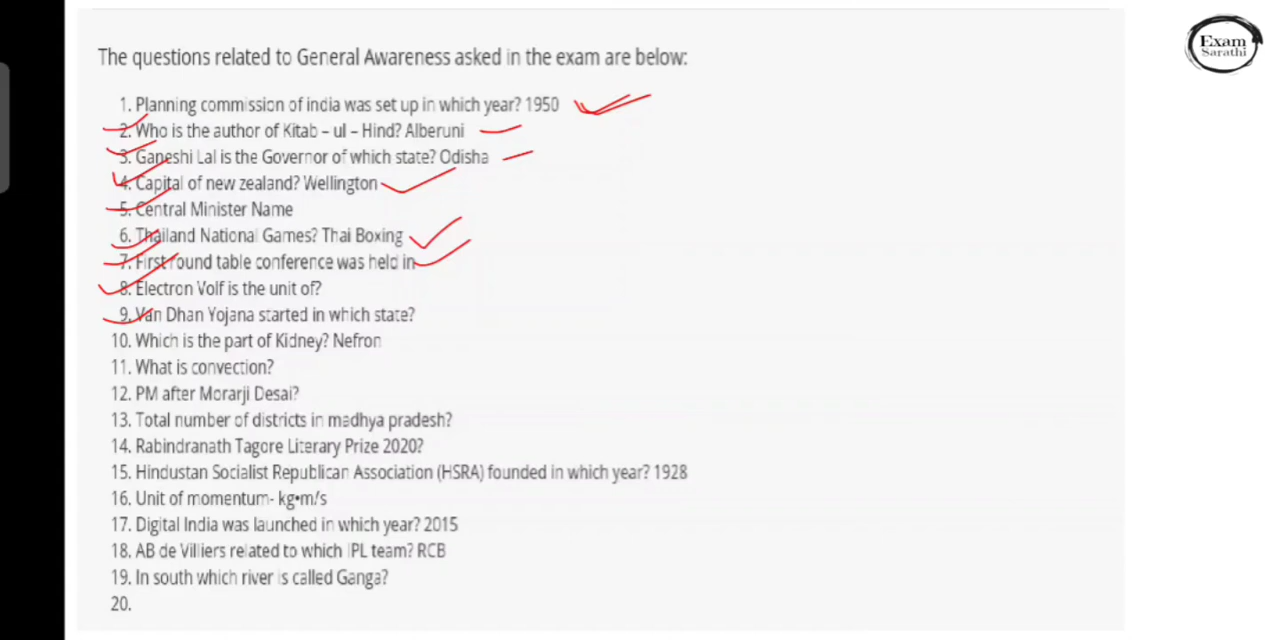 The questions related to General Awareness asked in the exam are below:
Exam
Sarathi
1. Planning commission of india was set up in which year? 1950
2. Who is the author of Kitab – ul – Hind? Alberuni
3. Ganeshi Lal is the Governor of which state? Odisha
4. Capital of new zealand? Wellington
5. Central Minister Name
6. Thailand National Games? Thai Boxing
7. First round table conference was held in
8. Electron Volf is the unit of?
9. Van Dhan Yojana started in which state?
10. Which is the part of Kidney? Nefron
11. What is convection?
12. PM after Morarji Desai?
13. Total number of districts in madhya pradesh?
14. Rabindranath Tagore Literary Prize 2020?
15. Hindustan Socialist Republican Association (HSRA) founded in which year? 1928
16. Unit of momentum- kg•m/s
17. Digital India was launched in which year? 2015
18. AB de Villiers related to which IPL team? RCB
19. In south which river is called Ganga?
20.